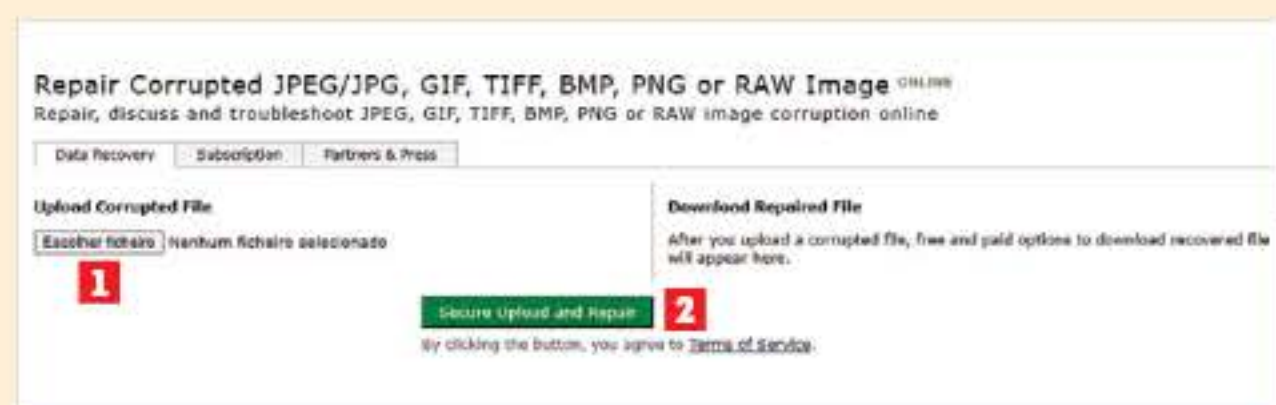 Repair Corrupted JPEG/JPG, GIF, TIFF, BMP, PNG or RAW Image ONLINE
Repair, discuss and troubleshoot JPEG, GIF, TIFF, BMP, PNG or RAW image corruption online
Data Recovery Subscription Partners & Press
Upload Corrupted File
Escolher ficheiro Nenhum ficheiro selecionado
1
Download Repaired File
After you upload a corrupted file, free and paid options to download recovered file
will appear here.
Secure Upload and Repair 2
By clicking the button, you agree to Terms of Service.